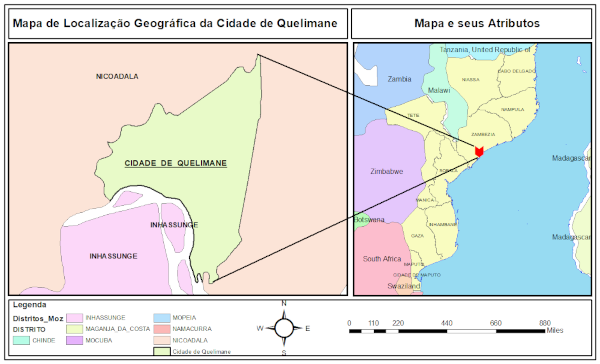 Mapa de Localização Geográfica da Cidade de Quelimane
Mapa e seus Atributos
NICOADALA
CIDADE DE QUELIMANE
INHASSUNGE
INHASSUNGE
Tanzania, United Republic of
Zambia
Malawi
NIASSA
CABO DELGADO
NAMPULA
TETE
ZAMBEZIA
Zimbabwe
SOFALA
MANICA
Botswana
INHAMBANE
GAZA
South Africa
MAPUTO
CIDADE DE MAPUTO
Swaziland
Madagascar
Madagascar
Legenda
Distritos_Moz
DISTRITO
CHINDE
INHASSUNGE
MAGANJA_DA_COSTA
MOCUBA
MOPEIA
NAMACURRA
NICOADALA
Cidade de Quelimane
N
W
E
S
0 110 220 440 660 880
Miles